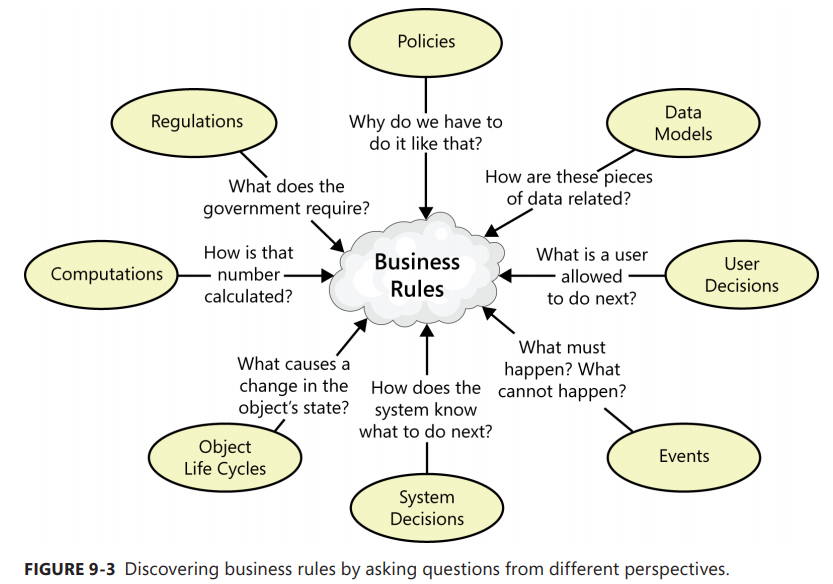 Policies
Why do we have to
do it like that?
Regulations
What does the
government require?
Data
Models
How are these pieces
of data related?
Computations
How is that
number
calculated?
Business
Rules
What is a user
allowed
to do next?
User
Decisions
What causes a
change in the
object's state?
Object
Life Cycles
How does the
system know
what to do next?
System
Decisions
What must
happen? What
cannot happen?
Events
FIGURE 9-3 Discovering business rules by asking questions from different perspectives.